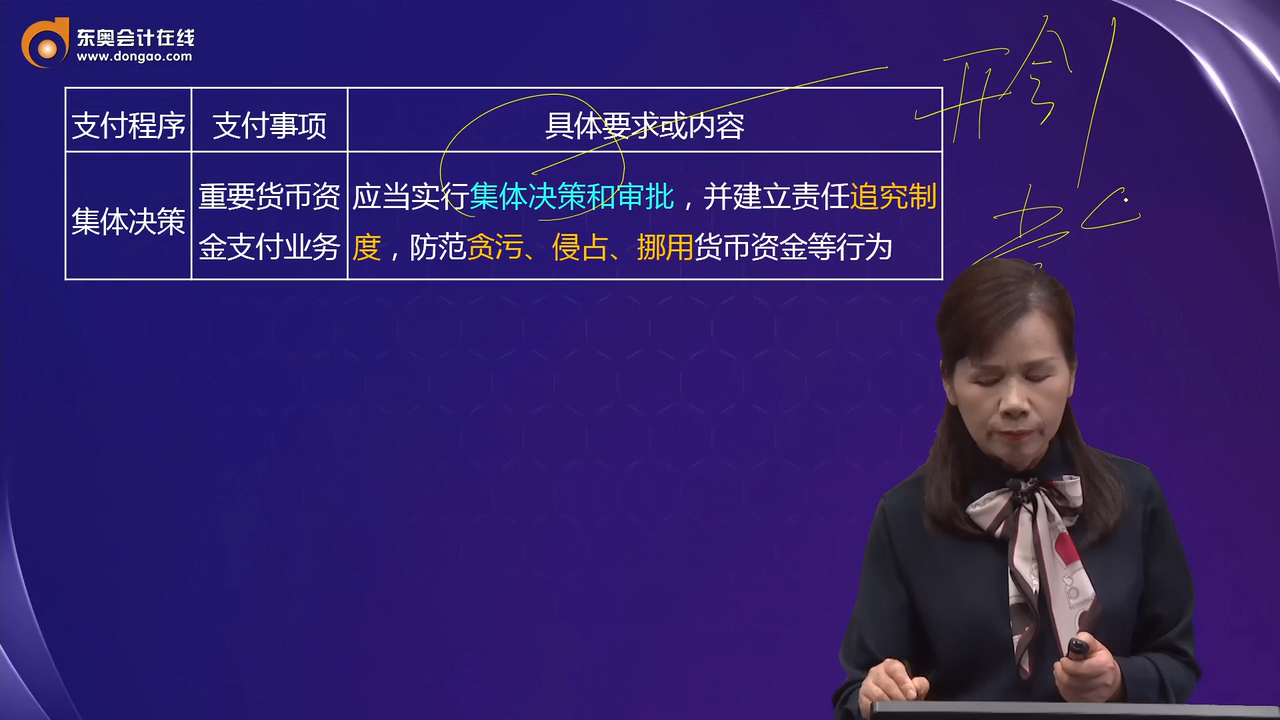 东奥会计在线
www.dongao.com
支付程序 支付事项 具体要求或内容
集体决策
重要货币资
金支付业务
应当实行集体决策和审批，并建立责任追究制
度，防范贪污、侵占、挪用货币资金等行为
开会